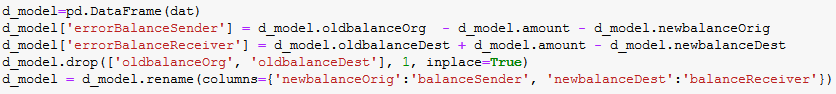 d_model=pd.DataFrame(dat)
d_model['errorBalanceSender'] = d_model.oldbalanceOrg  - d_model.amount - d_model.newbalanceOrig
d_model['errorBalanceReceiver'] = d_model.oldbalanceDest + d_model.amount - d_model.newbalanceDest
d_model.drop(['oldbalanceOrg', 'oldbalanceDest'], 1, inplace=True)
d_model = d_model.rename(columns={'newbalanceOrig':'balanceSender', 'newbalanceDest':'balanceReceiver'})